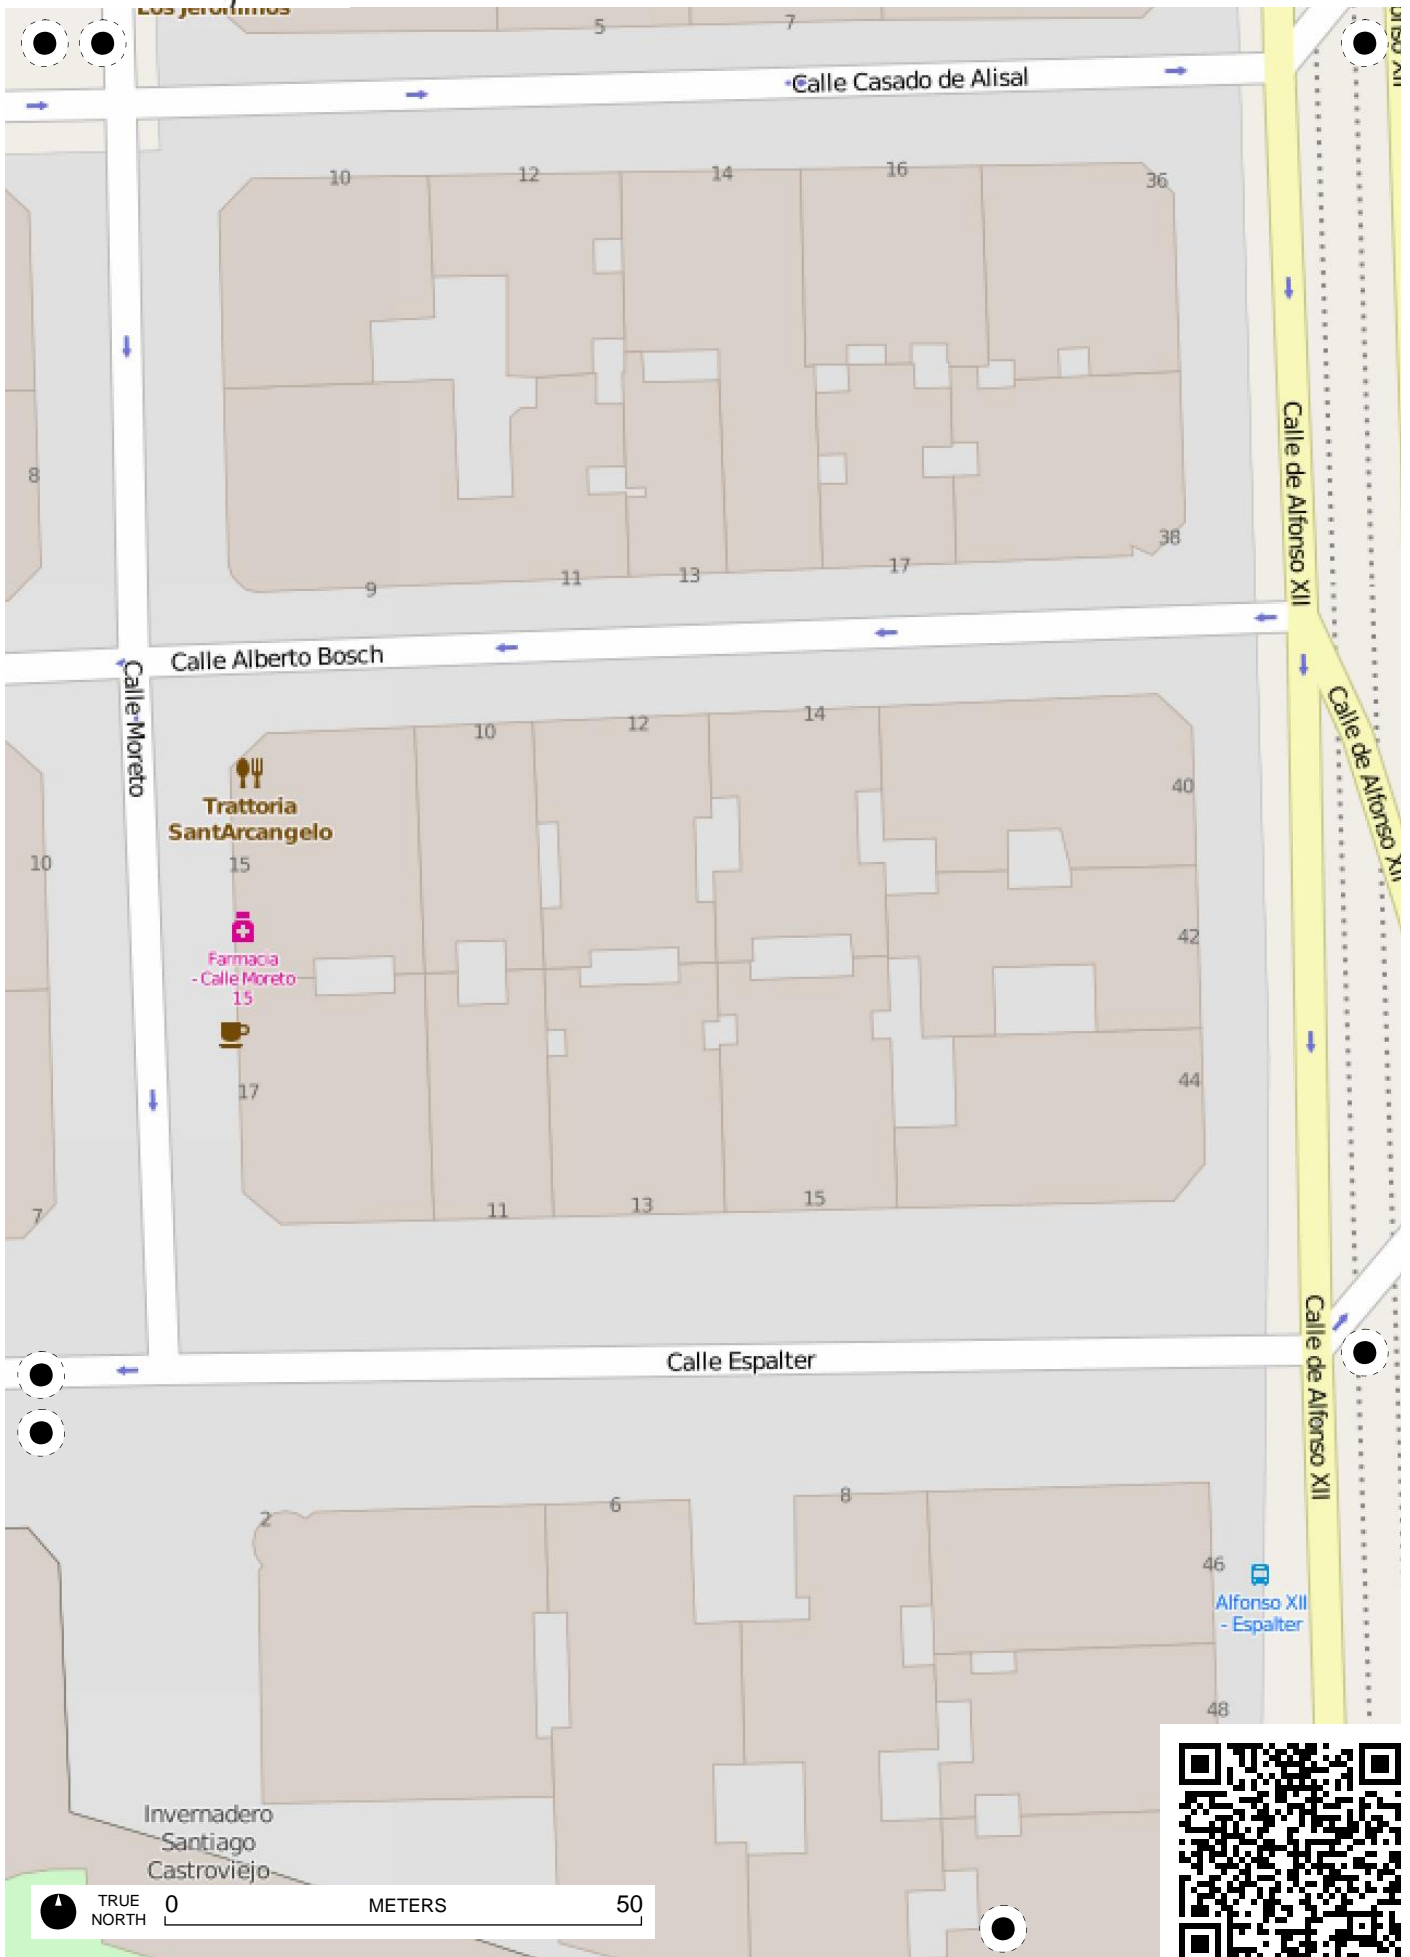 Los Jerónimos
5
7
Calle Casado de Alisal
10
12
14
16
36
8
Calle de Alfonso XII
38
9
11
13
17
Calle Alberto Bosch
Calle Moreto
Calle de Alfonso XII
10
12
14
40
Trattoria
SantArcangelo
15
10
42
Farmacia
- Calle Moreto
15
17
44
7
11
13
15
Calle Espalter
Calle de Alfonso XII
2
6
8
46
Alfonso XII
- Espalter
48
Invernadero
Santiago
Castroviejo
TRUE
NORTH
0
METERS
50